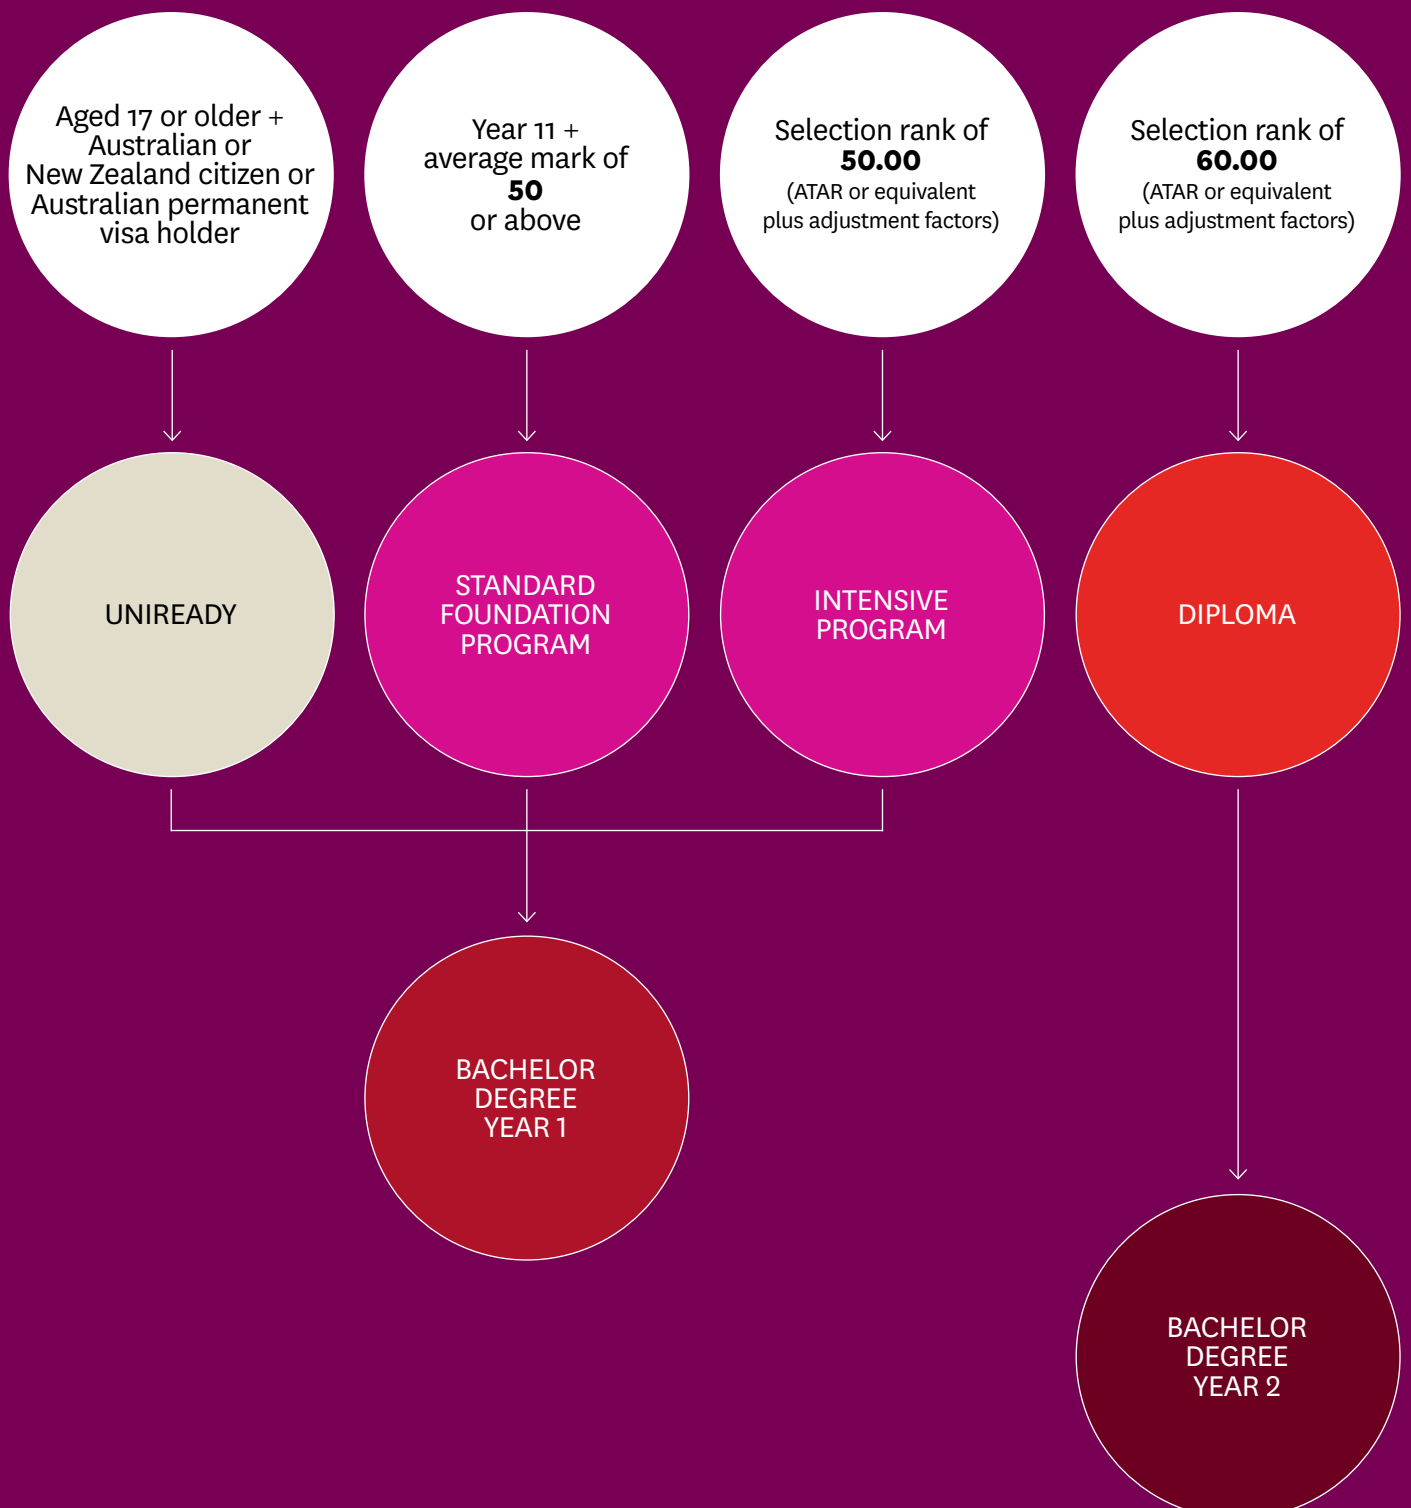 Aged 17 or older +
Australian or
New Zealand citizen or
Australian permanent
visa holder
Year 11 +
average mark of
50
or above
Selection rank of
50.00
(ATAR or equivalent
plus adjustment factors)
Selection rank of
60.00
(ATAR or equivalent
plus adjustment factors)
UNIREADY
STANDARD
FOUNDATION
PROGRAM
INTENSIVE
PROGRAM
DIPLOMA
BACHELOR
DEGREE
YEAR 1
BACHELOR
DEGREE
YEAR 2